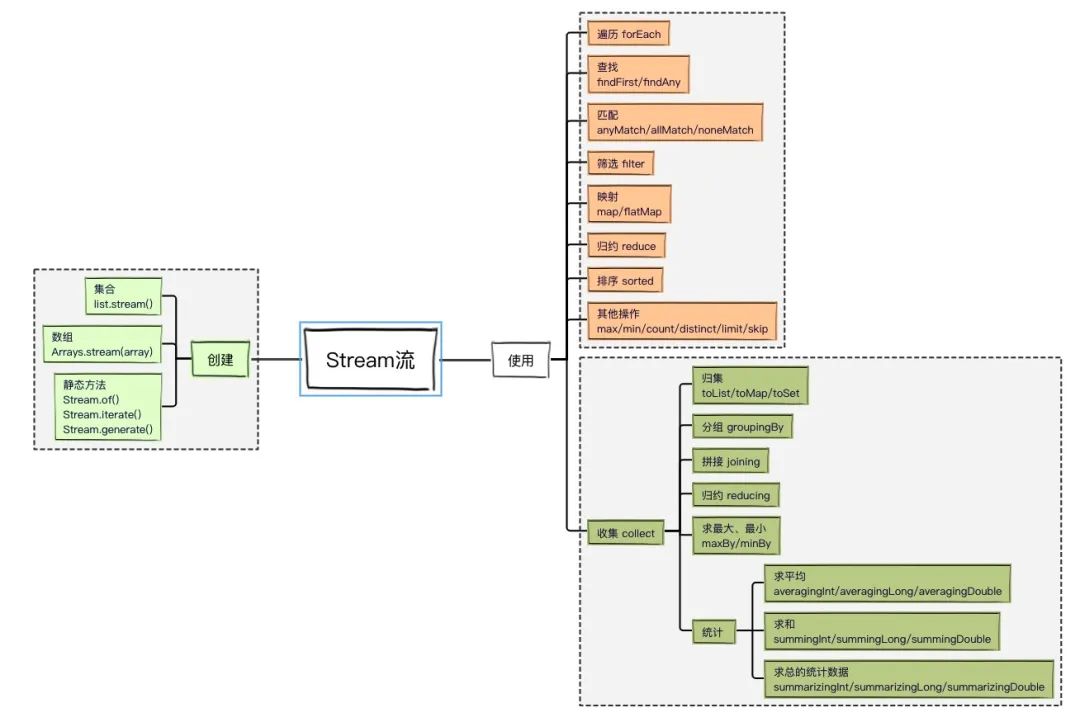 集合
list.stream()
数组
Arrays.stream(array)
静态方法
Stream.of()
Stream.iterate()
Stream.generate()
创建
Stream流
使用
遍历 forEach
查找
findFirst/findAny
匹配
anyMatch/allMatch/noneMatch
筛选 filter
映射
map/flatMap
归约 reduce
排序 sorted
其他操作
max/min/count/distinct/limit/skip
收集 collect
归集
toList/toMap/toSet
分组 groupingBy
拼接 joining
归约 reducing
求最大、最小
maxBy/minBy
统计
求平均
averagingInt/averagingLong/averagingDouble
求和
summingInt/summingLong/summingDouble
求总的统计数据
summarizingInt/summarizingLong/summarizingDouble